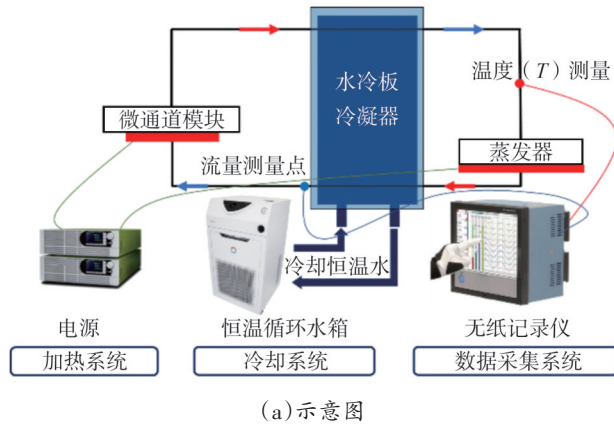 水冷板
冷凝器
温度（T）测量
微通道模块
蒸发器
流量测量点
冷却恒温水
电源
恒温循环水箱
无纸记录仪
加热系统
冷却系统
数据采集系统
(a)示意图